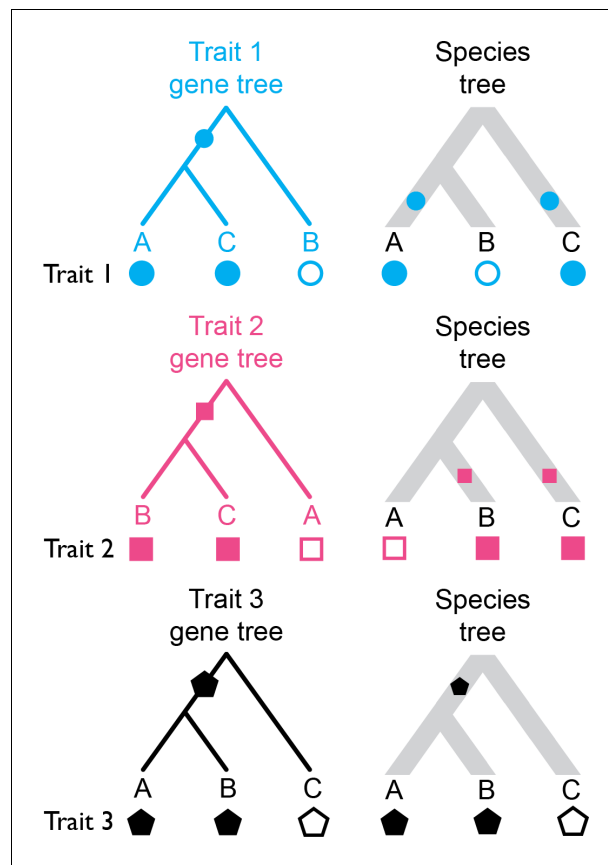 Trait 1 Species
gene tree tree
A C B A B C
Trait 1
Trait 2 Species
gene tree tree
B C A A B C
Trait 2
Trait 3 Species
gene tree tree
A B C A B C
Trait 3